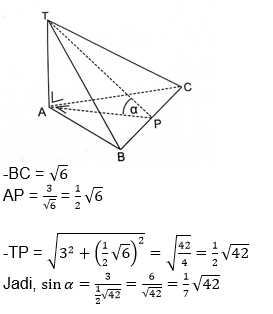 T
C
A
α
P
B
-BC = √6
AP = 3/√6 = 1/2 √6
-TP = √(3² + (1/2 √6)²) = √(42/4) = 1/2 √42
Jadi, sin α = 3/(1/2 √42) = 6/√42 = 1/7 √42